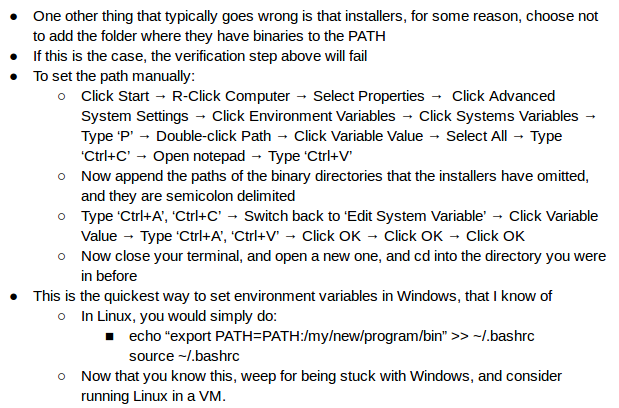 ● One other thing that typically goes wrong is that installers, for some reason, choose not
to add the folder where they have binaries to the PATH
● If this is the case, the verification step above will fail
● To set the path manually:
○ Click Start → R-Click Computer → Select Properties → Click Advanced
System Settings → Click Environment Variables → Click Systems Variables →
Type ‘P’ → Double-click Path → Click Variable Value → Select All → Type
‘Ctrl+C’ → Open notepad → Type ‘Ctrl+V’
○ Now append the paths of the binary directories that the installers have omitted,
and they are semicolon delimited
○ Type ‘Ctrl+A’, ‘Ctrl+C’ → Switch back to ‘Edit System Variable’ → Click Variable
Value → Type ‘Ctrl+A’, ‘Ctrl+V’ → Click OK → Click OK → Click OK
○ Now close your terminal, and open a new one, and cd into the directory you were
in before
● This is the quickest way to set environment variables in Windows, that I know of
○ In Linux, you would simply do:
■ echo “export PATH=PATH:/my/new/program/bin” >> ~/.bashrc
source ~/.bashrc
○ Now that you know this, weep for being stuck with Windows, and consider
running Linux in a VM.